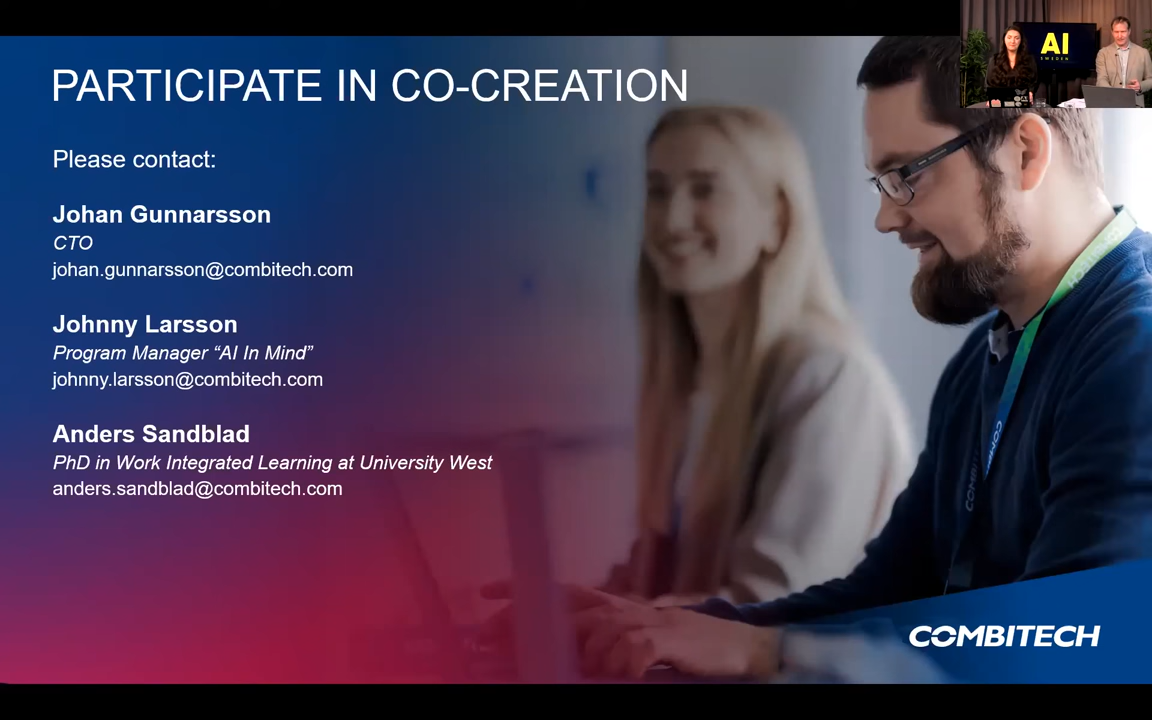 PARTICIPATE IN CO-CREATION
Please contact:
Johan Gunnarsson
CTO
johan.gunnarsson@combitech.com
Johnny Larsson
Program Manager “AI In Mind”
johnny.larsson@combitech.com
Anders Sandblad
PhD in Work Integrated Learning at University West
anders.sandblad@combitech.com
COMBITECH
AI
SWEDEN